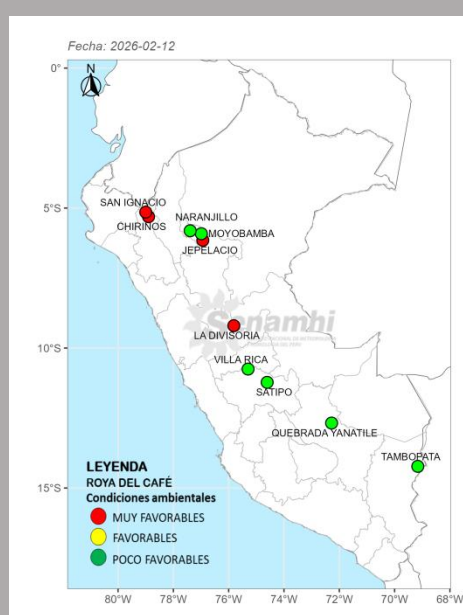 Fecha: 2026-02-12
N
0°
SAN IGNACIO
NARANJILLO
5°S
CHIRINOS
MOYOBAMBA
JEPELACIO
Senamhi
LA DIVISORIA
10°S
VILLA RICA
SATIPO
QUEBRADA YANATILE
TAMBOPATA
LEYENDA
ROYA DEL CAFÉ
15°S
Condiciones ambientales
MUY FAVORABLES
FAVORABLES
POCO FAVORABLES
80°W 78°W 76°W 74°W 72°W 70°W 68°W